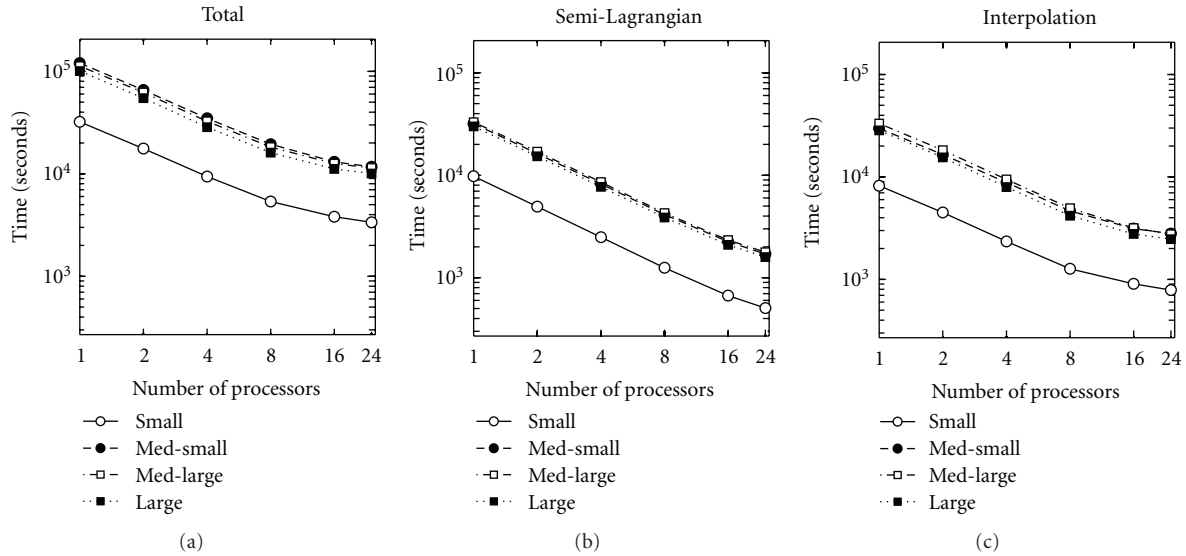 Total
Time (seconds)
10^5
10^4
10^3
1 2 4 8 16 24
Number of processors
Small
Med-small
Med-large
Large
(a)
Semi-Lagrangian
Time (seconds)
10^5
10^4
10^3
1 2 4 8 16 24
Number of processors
Small
Med-small
Med-large
Large
(b)
Interpolation
Time (seconds)
10^5
10^4
10^3
1 2 4 8 16 24
Number of processors
Small
Med-small
Med-large
Large
(c)